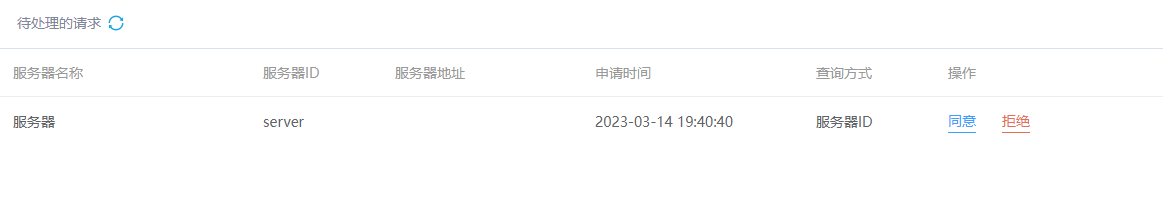 待处理的请求
服务器名称 服务器ID 服务器地址 申请时间 查询方式 操作
服务器 server 2023-03-14 19:40:40 服务器ID 同意 拒绝